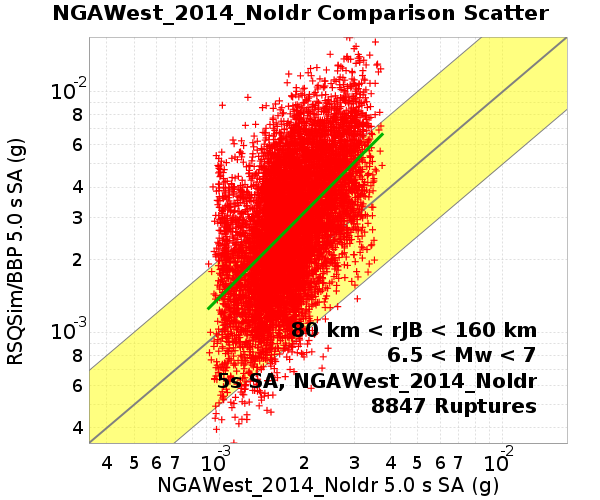 NGAWest_2014_NoIdr Comparison Scatter
RSQSim/BBP 5.0 s SA (g)
10-2
8
6
4
3
2
10-3
8
6
4
80 km < rJB < 160 km
6.5 < Mw < 7
5s SA, NGAWest_2014_NoIdr
8847 Ruptures
4 5 6 7 10-3 2 3 4 5 6 7 10-2
NGAWest_2014_NoIdr 5.0 s SA (g)